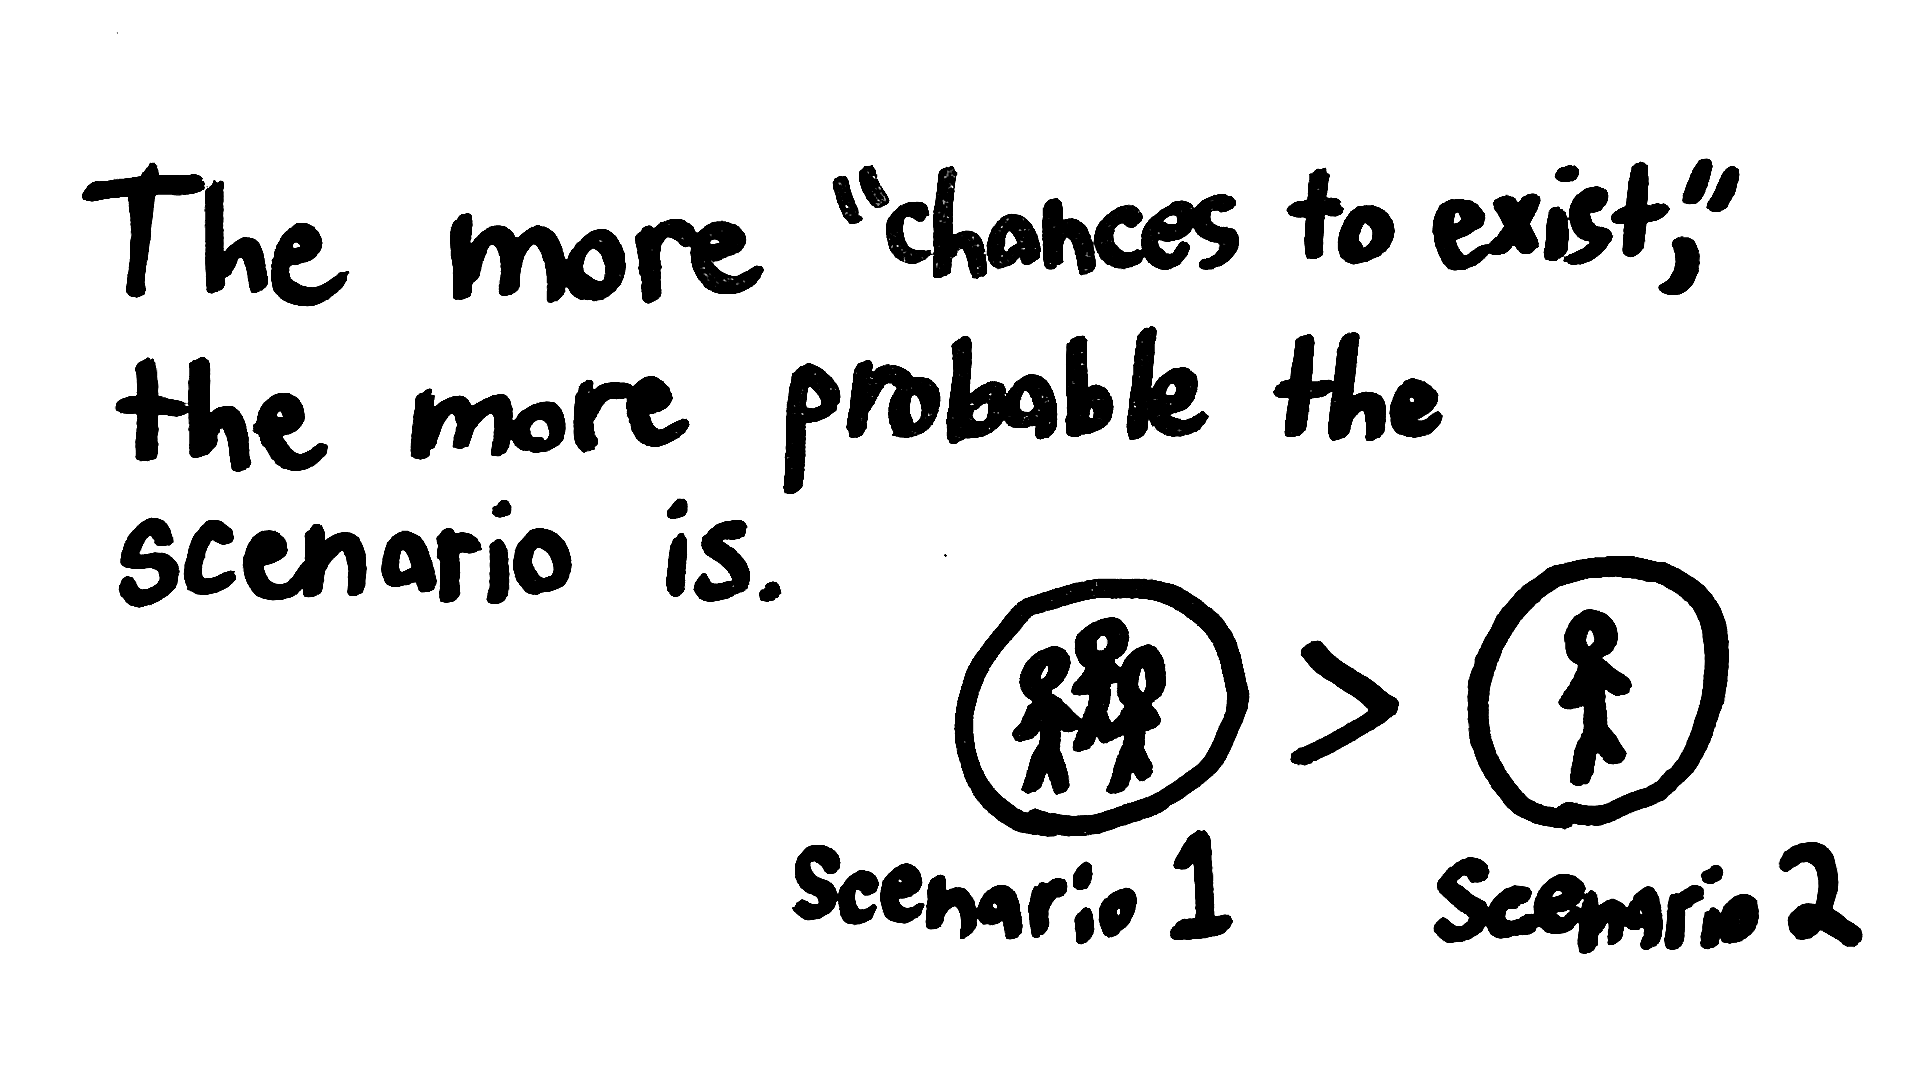 The more "chances to exist,"
the more probable the
scenario is.
>
Scenario 1
Scenario 2